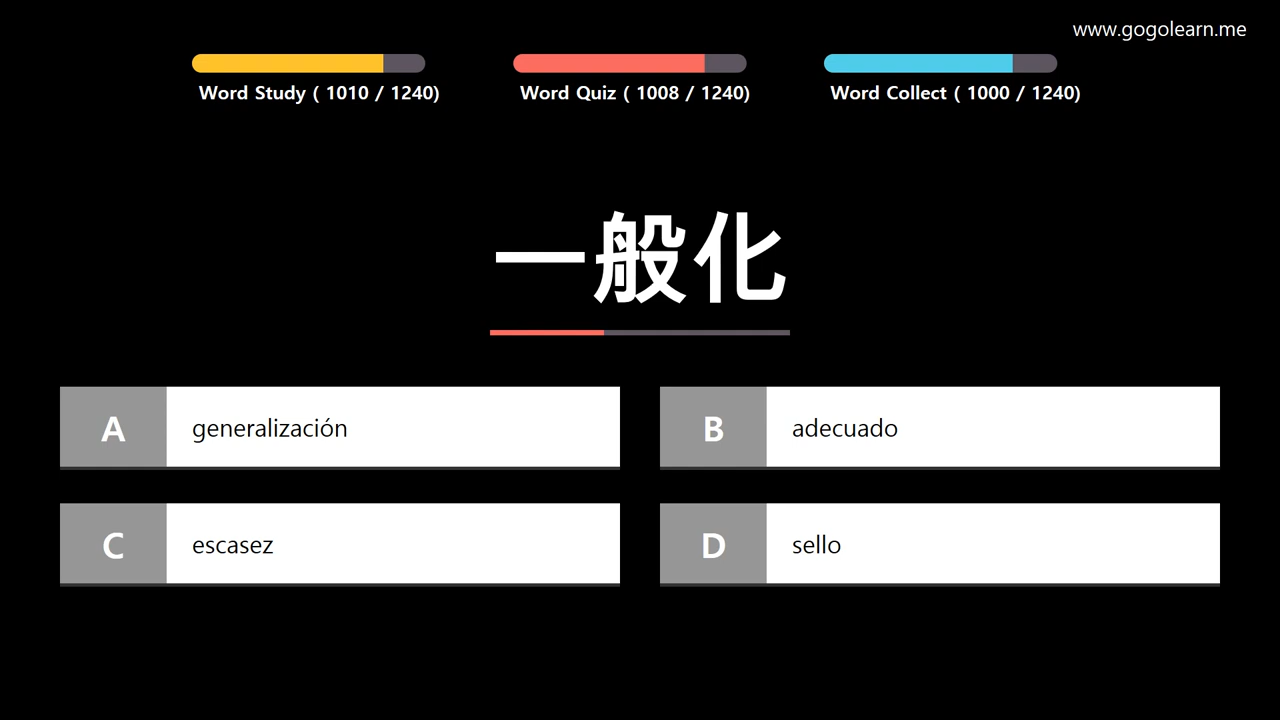 www.gogolearn.me
Word Study ( 1010 / 1240)
Word Quiz ( 1008 / 1240)
Word Collect ( 1000 / 1240)
一般化
A generalización
B adecuado
C escasez
D sello